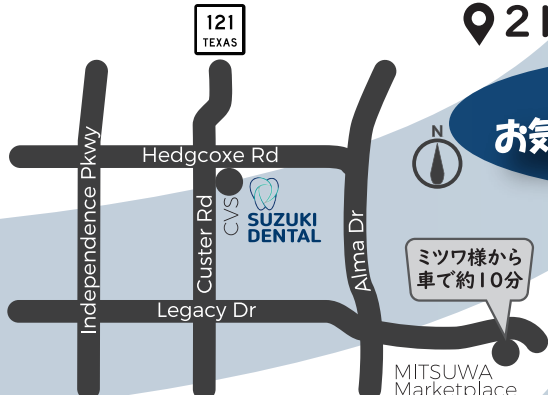 121
TEXAS
2
お気
N
Hedgcoxe Rd
Independence Pkwy
Custer Rd
CVS
SUZUKI
DENTAL
Alma Dr
ミツワ様から
車で約10分
Legacy Dr
MITSUWA
Marketplace